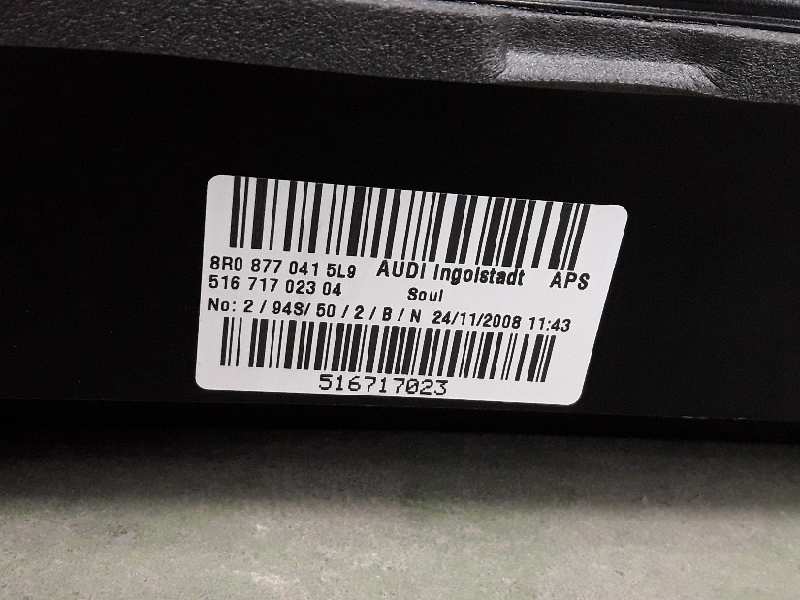 8R0 877 041 5L9 AUDI Ingolstadt APS
516 717 023 04 Soul
No: 2 / 94S/ 50 / 2 / B / N 24/11/2008 11:43
516717023